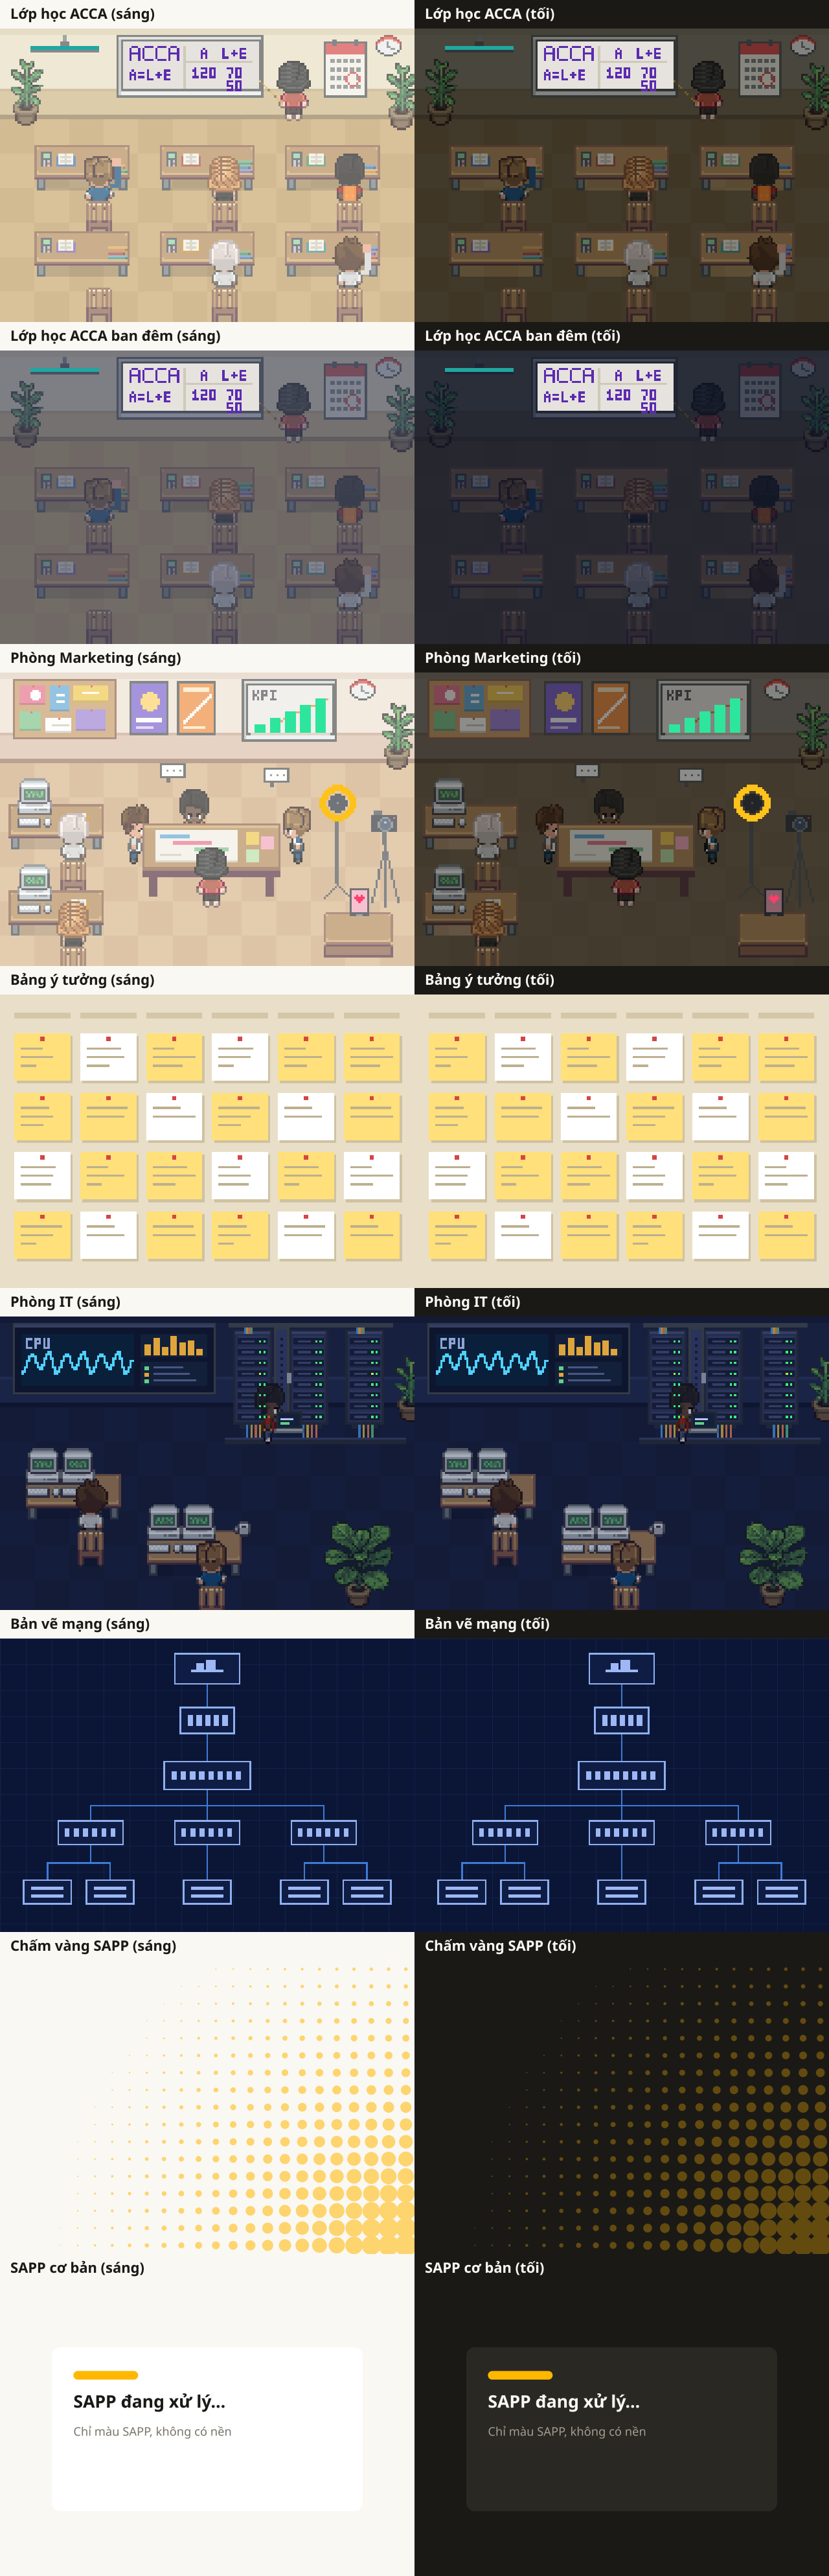 Lớp học ACCA (sáng)
Lớp học ACCA (tối)
ACCA A L+E
A=L+E 120 70
50
ACCA A L+E
A=L+E 120 70
50
Lớp học ACCA ban đêm (sáng)
Lớp học ACCA ban đêm (tối)
ACCA A L+E
A=L+E 120 70
50
ACCA A L+E
A=L+E 120 70
50
Phòng Marketing (sáng)
Phòng Marketing (tối)
KPI
KPI
Bảng ý tưởng (sáng)
Bảng ý tưởng (tối)
Phòng IT (sáng)
Phòng IT (tối)
CPU
CPU
Bản vẽ mạng (sáng)
Bản vẽ mạng (tối)
Chấm vàng SAPP (sáng)
Chấm vàng SAPP (tối)
SAPP cơ bản (sáng)
SAPP cơ bản (tối)
SAPP đang xử lý...
Chỉ màu SAPP, không có nền
SAPP đang xử lý...
Chỉ màu SAPP, không có nền